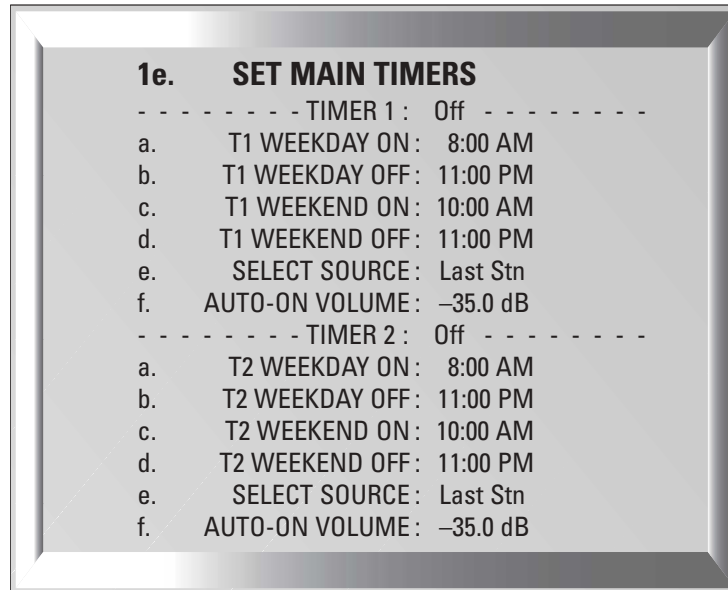 1e. SET MAIN TIMERS
- - - - - - - - TIMER 1 : Off - - - - - - - -
a. T1 WEEKDAY ON : 8:00 AM
b. T1 WEEKDAY OFF : 11:00 PM
c. T1 WEEKEND ON : 10:00 AM
d. T1 WEEKEND OFF : 11:00 PM
e. SELECT SOURCE : Last Stn
f. AUTO-ON VOLUME : –35.0 dB
- - - - - - - - TIMER 2 : Off - - - - - - - -
a. T2 WEEKDAY ON : 8:00 AM
b. T2 WEEKDAY OFF : 11:00 PM
c. T2 WEEKEND ON : 10:00 AM
d. T2 WEEKEND OFF : 11:00 PM
e. SELECT SOURCE : Last Stn
f. AUTO-ON VOLUME : –35.0 dB